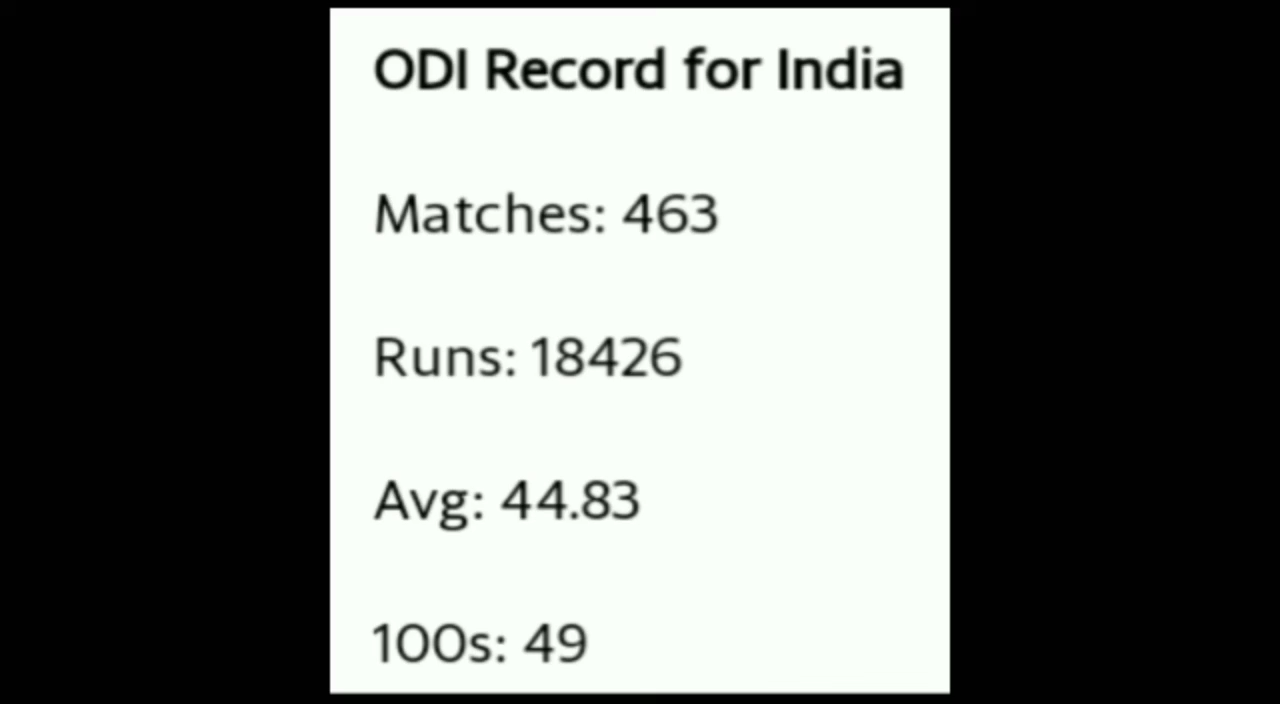 ODI Record for India
Matches: 463
Runs: 18426
Avg: 44.83
100s: 49